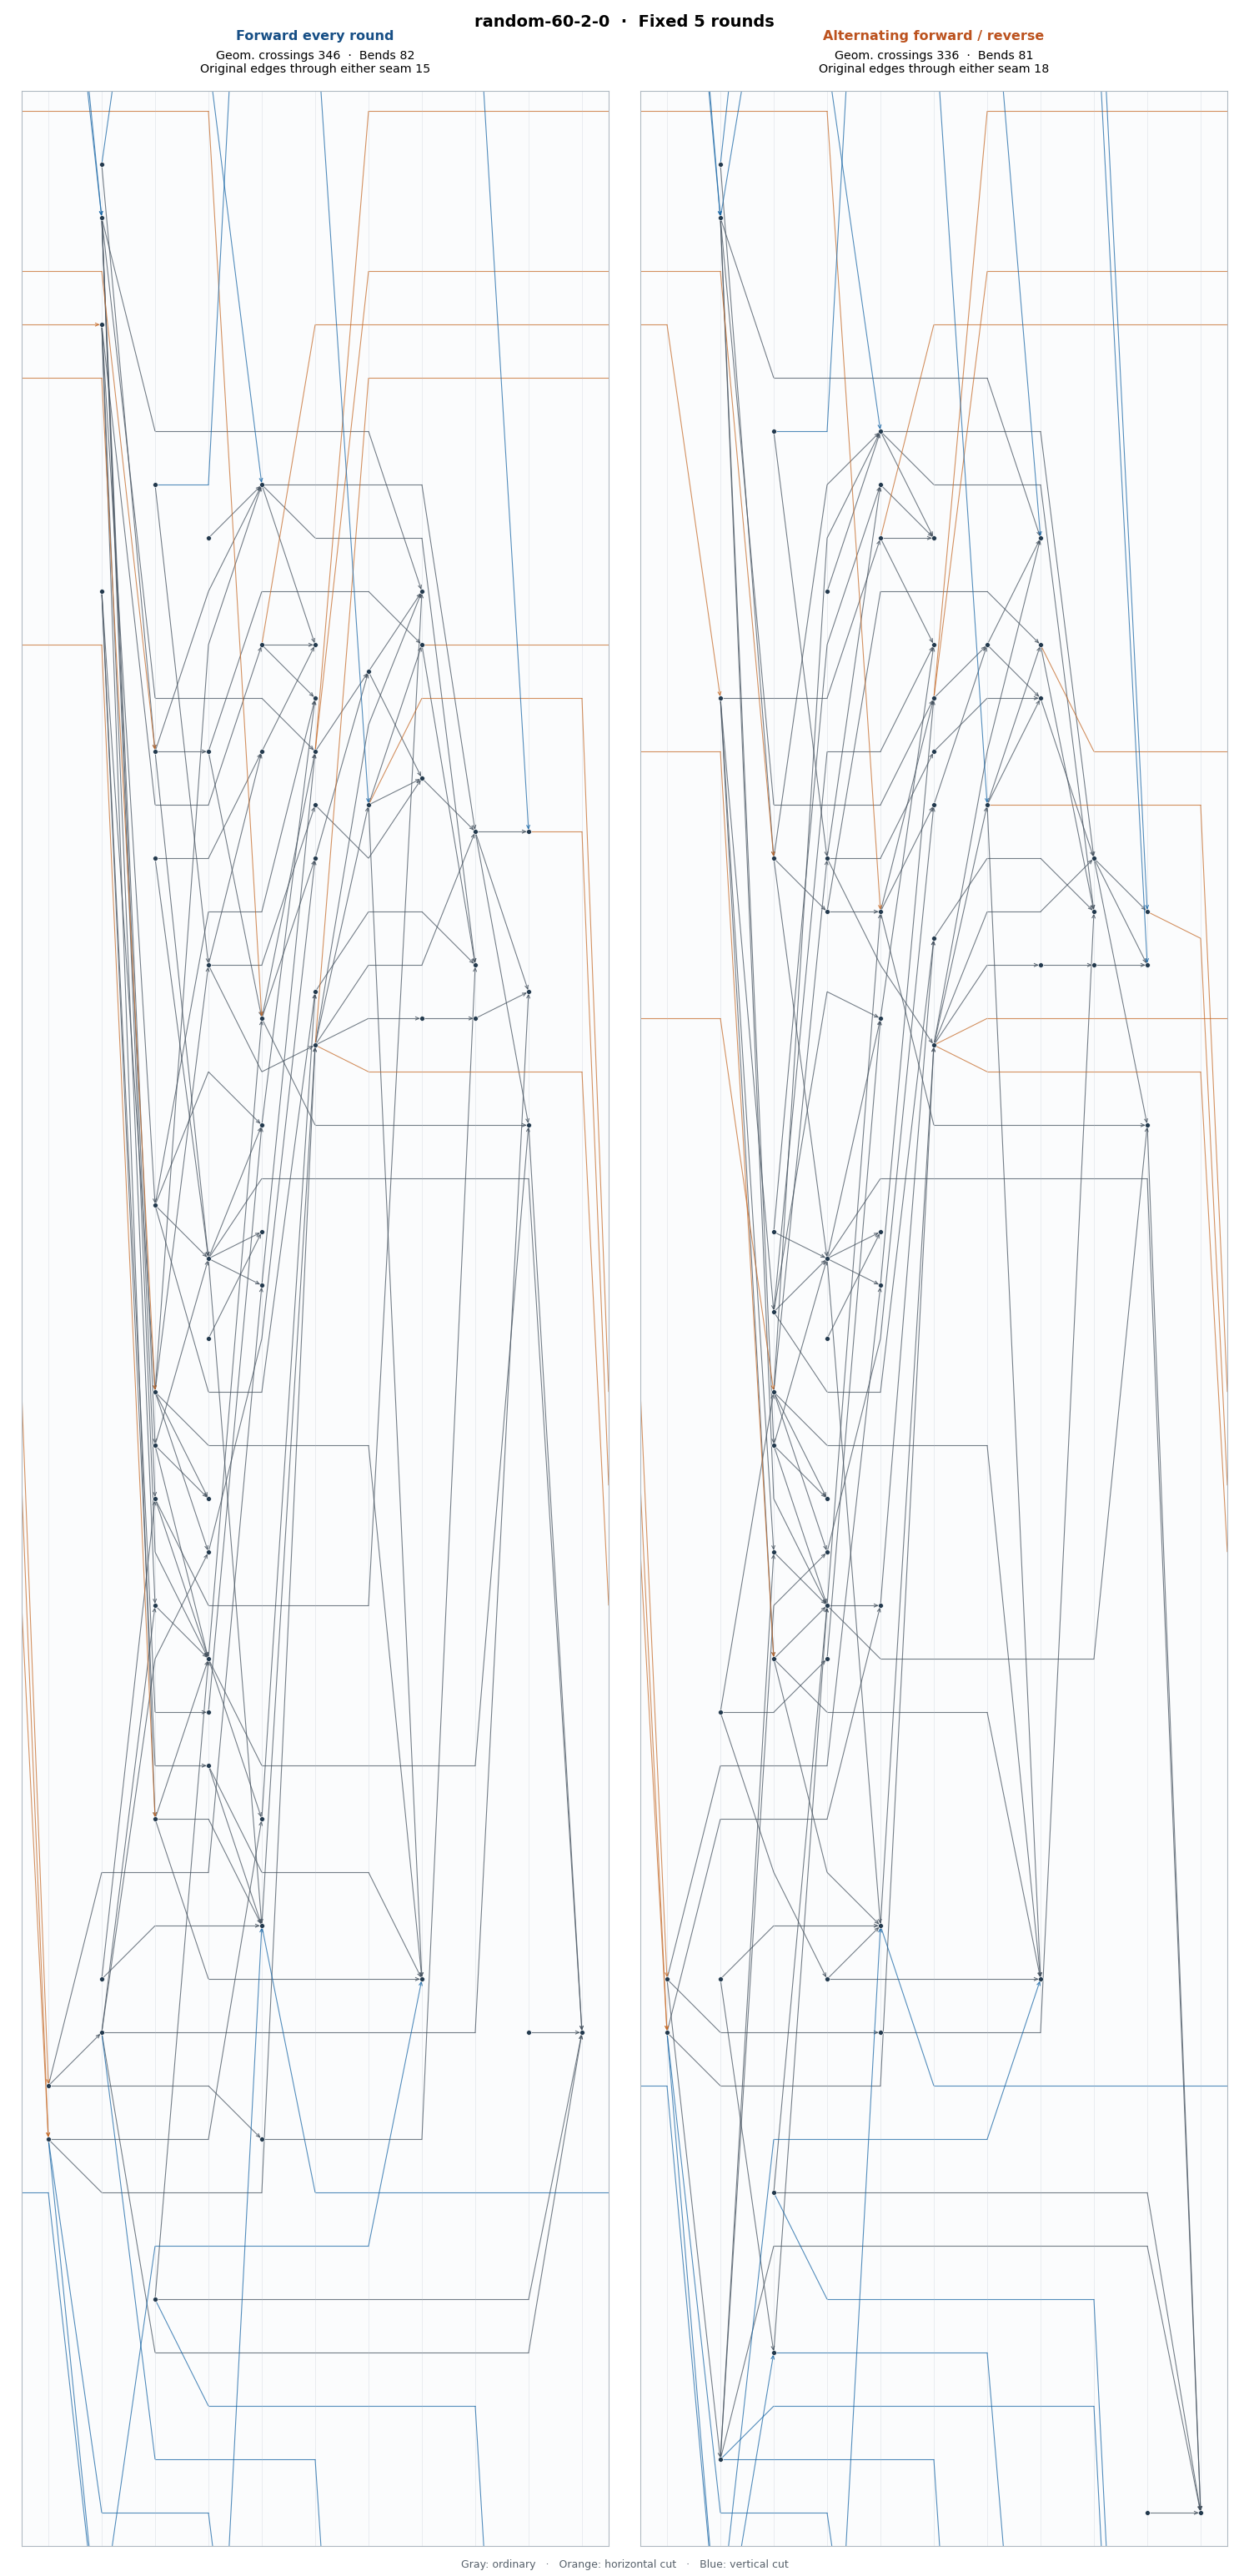 random-60-2-0 · Fixed 5 rounds
Forward every round
Geom. crossings 346 · Bends 82
Original edges through either seam 15
Alternating forward / reverse
Geom. crossings 336 · Bends 81
Original edges through either seam 18
Gray: ordinary · Orange: horizontal cut · Blue: vertical cut